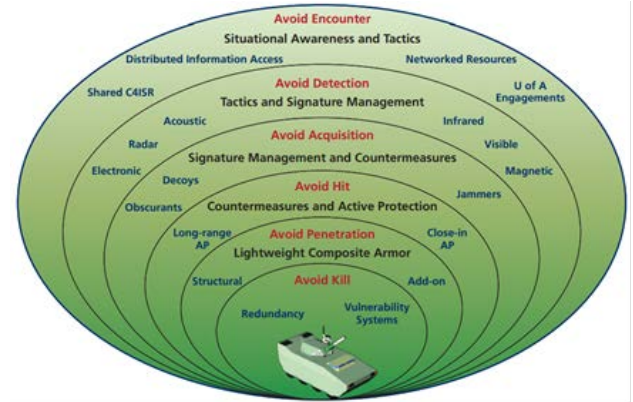 Avoid Encounter
Situational Awareness and Tactics
Distributed Information Access
Networked Resources
Shared C4ISR
U of A
Engagements
Avoid Detection
Tactics and Signature Management
Acoustic
Infrared
Radar
Visible
Electronic
Magnetic
Avoid Acquisition
Signature Management and Countermeasures
Decoys
Jammers
Obscurants
Avoid Hit
Countermeasures and Active Protection
Long-range
AP
Close-in
AP
Avoid Penetration
Lightweight Composite Armor
Structural
Add-on
Avoid Kill
Redundancy
Vulnerability
Systems